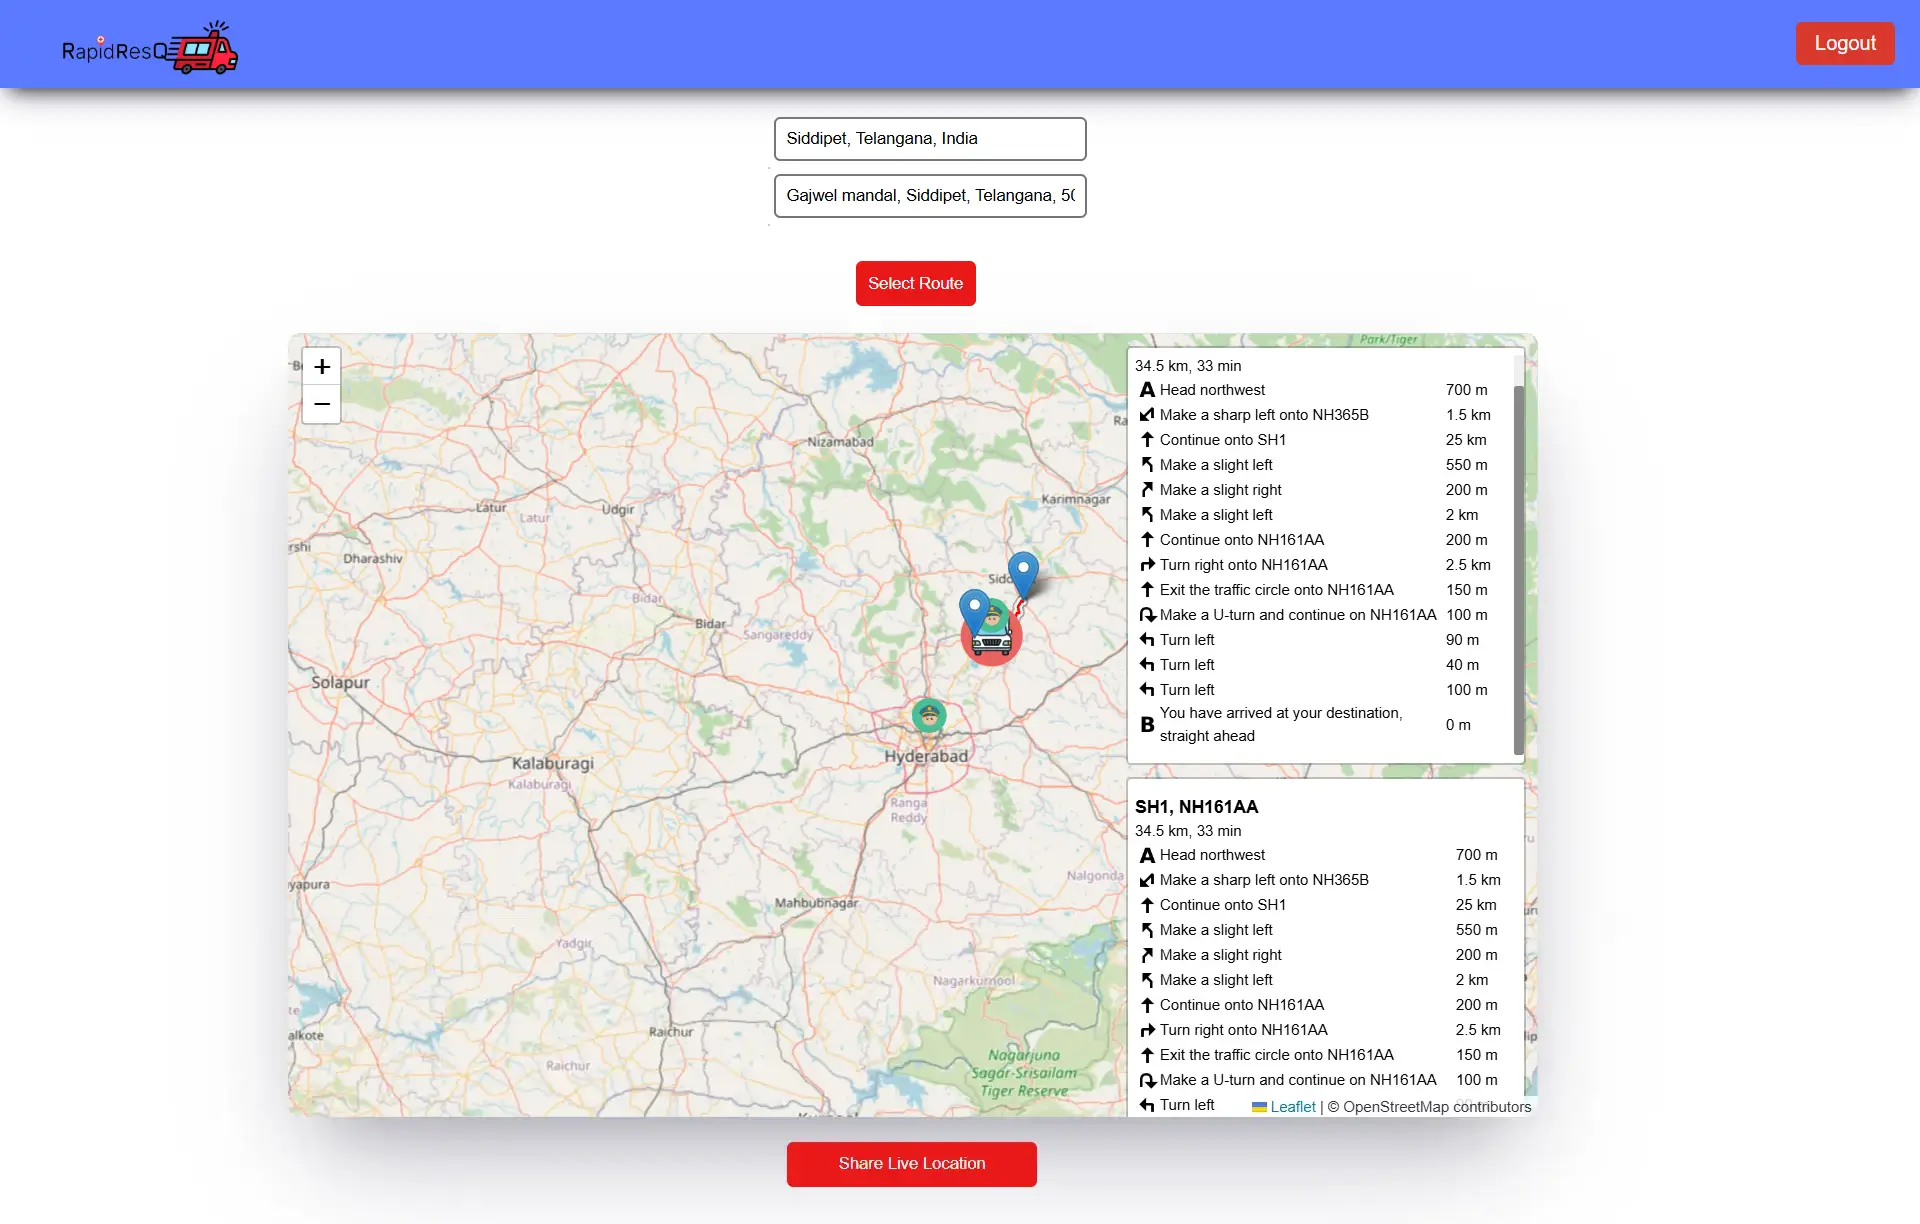 RapidResQ
Logout
Siddipet, Telangana, India
Gajwel mandal, Siddipet, Telangana, 50
Select Route
+
−
Park/Tiger
Nizamabad
Karimnagar
Latur
Latur
Udgir
Dharashiv
Bidar
Bidar
Sangareddy
Solapur
Hyderabad
Kalaburagi
Kalaburagi
Ranga
Reddy
Nalgonda
yapura
Mahbubnagar
Yadgir
Nagarkurnool
alkote
Raichur
Raichur
Nagarjuna
Sagar-Srisailam
Tiger Reserve
34.5 km, 33 min
A Head northwest 700 m
Make a sharp left onto NH365B 1.5 km
Continue onto SH1 25 km
Make a slight left 550 m
Make a slight right 200 m
Make a slight left 2 km
Continue onto NH161AA 200 m
Turn right onto NH161AA 2.5 km
Exit the traffic circle onto NH161AA 150 m
Make a U-turn and continue on NH161AA 100 m
Turn left 90 m
Turn left 40 m
Turn left 100 m
B You have arrived at your destination, straight ahead 0 m
SH1, NH161AA
34.5 km, 33 min
A Head northwest 700 m
Make a sharp left onto NH365B 1.5 km
Continue onto SH1 25 km
Make a slight left 550 m
Make a slight right 200 m
Make a slight left 2 km
Continue onto NH161AA 200 m
Turn right onto NH161AA 2.5 km
Exit the traffic circle onto NH161AA 150 m
Make a U-turn and continue on NH161AA 100 m
Turn left
Leaflet | © OpenStreetMap contributors
Share Live Location